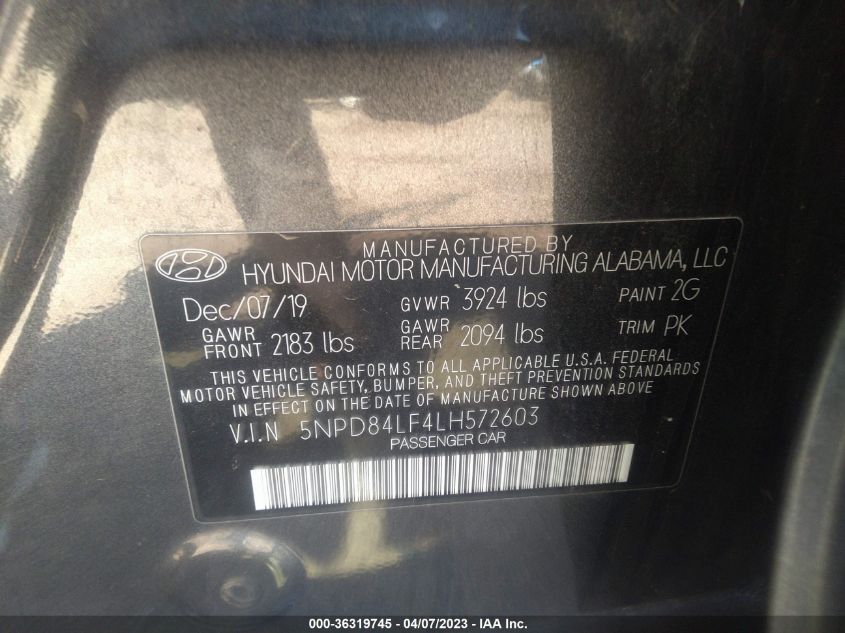 MANUFACTURED BY
HYUNDAI MOTOR MANUFACTURING ALABAMA, LLC
Dec/07/19 GVWR 3924 lbs PAINT 2G
GAWR FRONT 2183 lbs GAWR REAR 2094 lbs TRIM PK
THIS VEHICLE CONFORMS TO ALL APPLICABLE U.S.A. FEDERAL
MOTOR VEHICLE SAFETY, BUMPER, AND THEFT PREVENTION STANDARDS
IN EFFECT ON THE DATE OF MANUFACTURE SHOWN ABOVE
V.I.N 5NPD84LF4LH572603
PASSENGER CAR
000-36319745 - 04/07/2023 - IAA Inc.